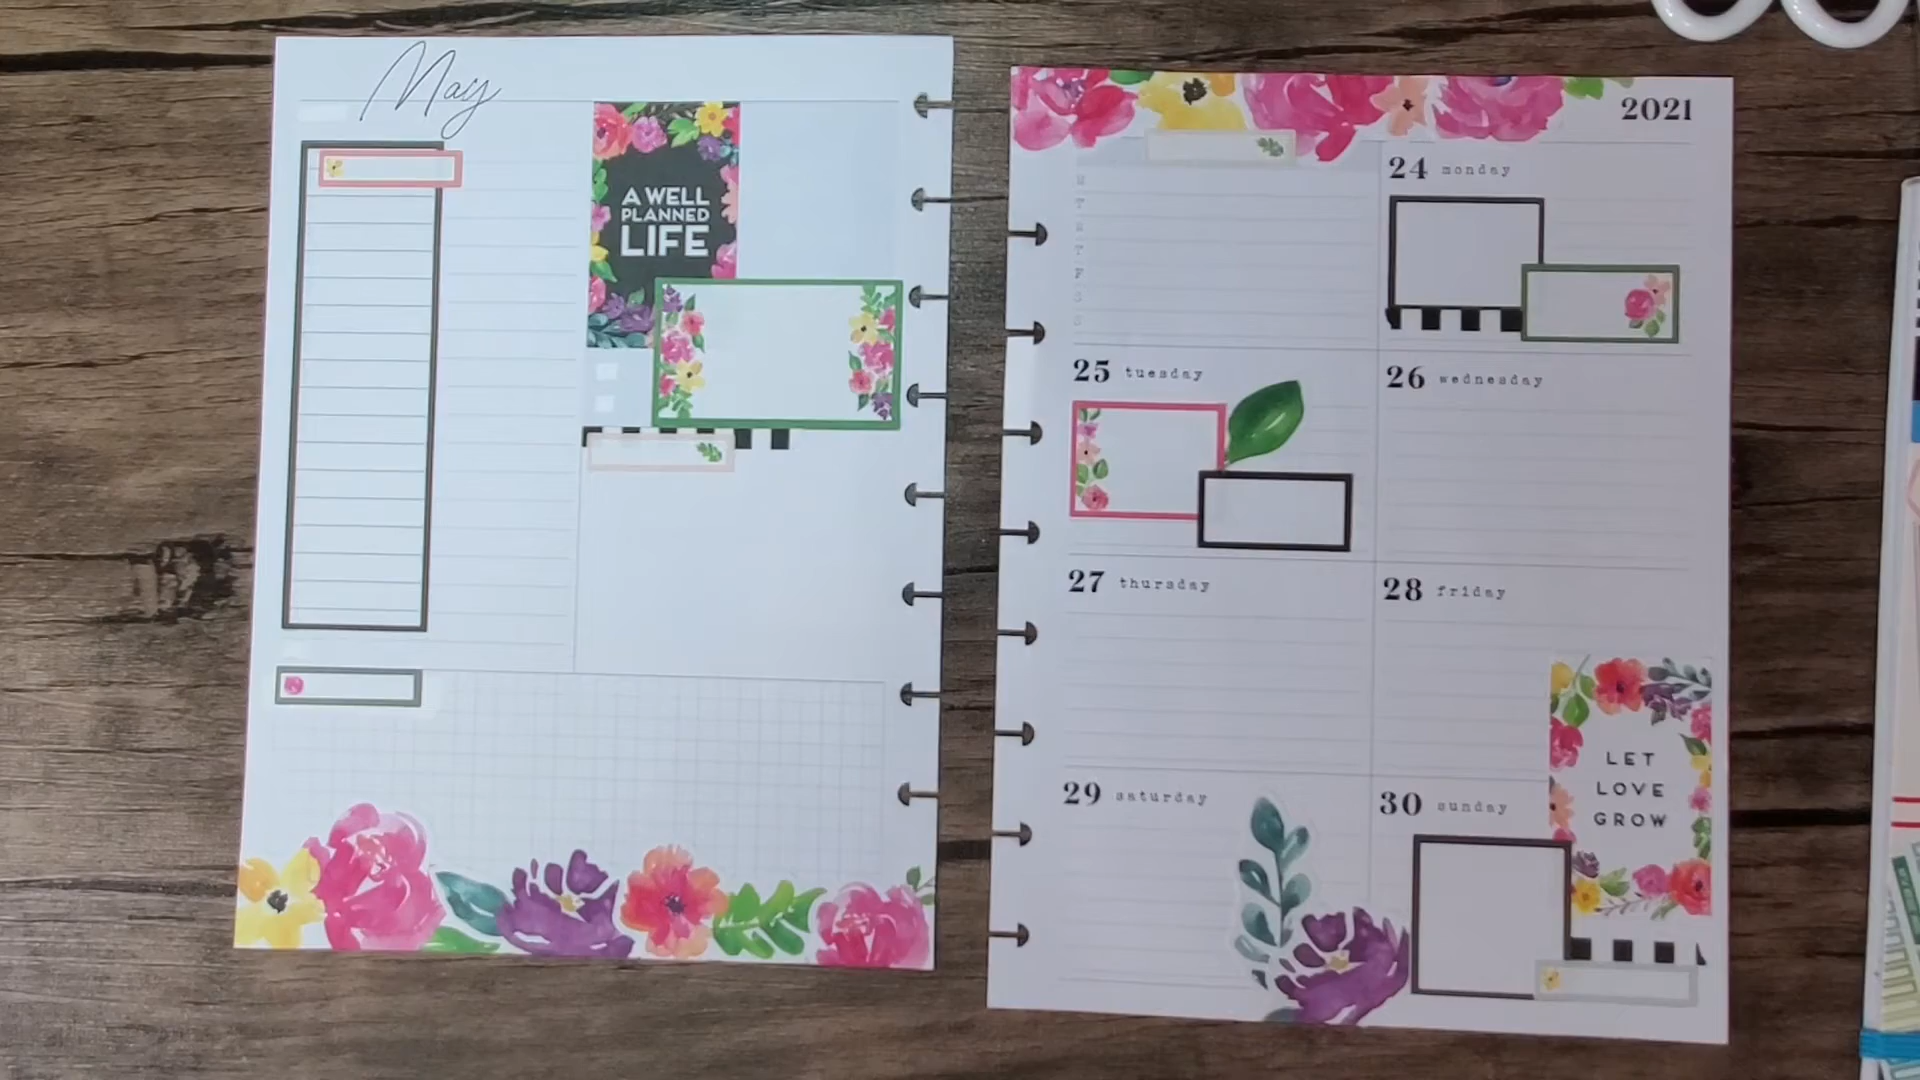 May
A WELL
PLANNED
LIFE
2021
M
T
W
T
F
S
S
24 monday
25 tuesday
26 wednesday
27 thursday
28 friday
29 saturday
30 sunday
LET
LOVE
GROW